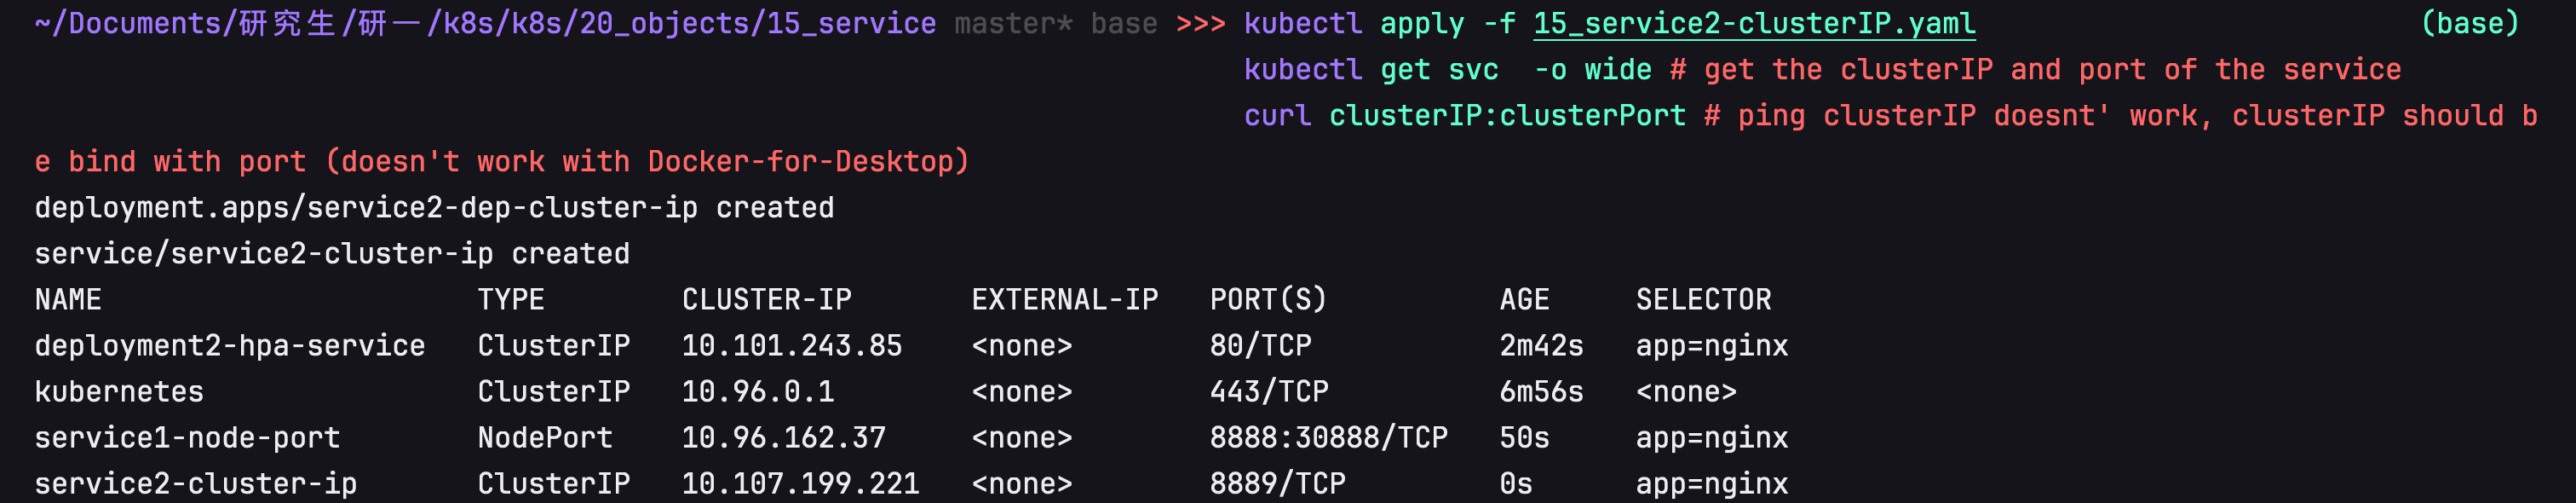 ~/Documents/研究生/研一/k8s/k8s/20_objects/15_service master* base >>> kubectl apply -f 15_service2-clusterIP.yaml (base)
kubectl get svc  -o wide # get the clusterIP and port of the service
curl clusterIP:clusterPort # ping clusterIP doesnt' work, clusterIP should b
e bind with port (doesn't work with Docker-for-Desktop)
deployment.apps/service2-dep-cluster-ip created
service/service2-cluster-ip created
NAME TYPE CLUSTER-IP EXTERNAL-IP PORT(S) AGE SELECTOR
deployment2-hpa-service ClusterIP 10.101.243.85 <none> 80/TCP 2m42s app=nginx
kubernetes ClusterIP 10.96.0.1 <none> 443/TCP 6m56s <none>
service1-node-port NodePort 10.96.162.37 <none> 8888:30888/TCP 50s app=nginx
service2-cluster-ip ClusterIP 10.107.199.221 <none> 8889/TCP 0s app=nginx